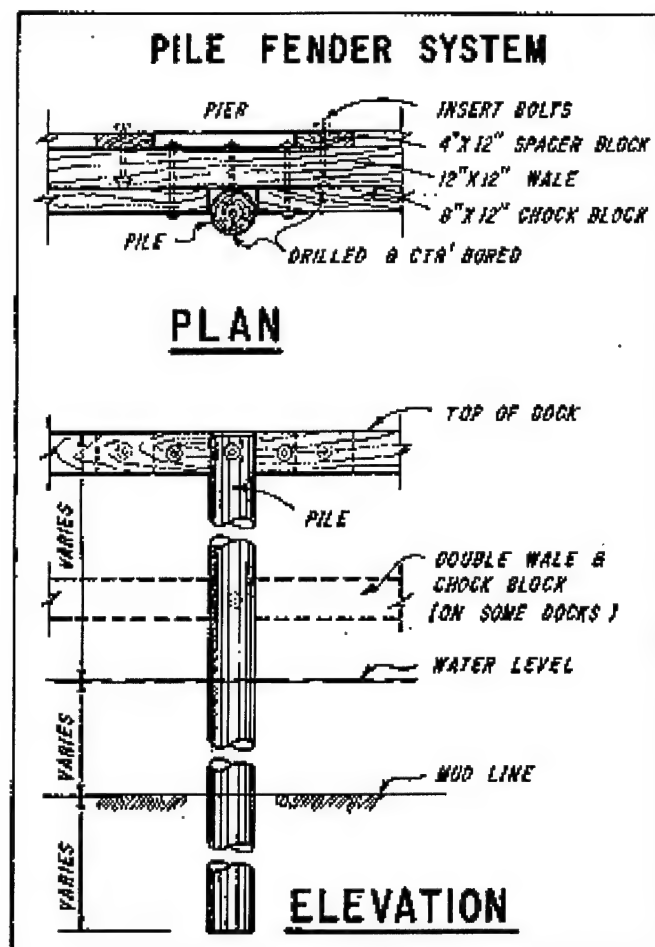 PILE FENDER SYSTEM
PIER
INSERT BOLTS
4"X12" SPACER BLOCK
12"X12" WALE
8"X12" CHOCK BLOCK
PILE
DRILLED & CTR' BORED
PLAN
TOP OF DOCK
PILE
VARIES
DOUBLE WALE &
CHOCK BLOCK
(ON SOME DOCKS)
WATER LEVEL
VARIES
MUD LINE
VARIES
ELEVATION